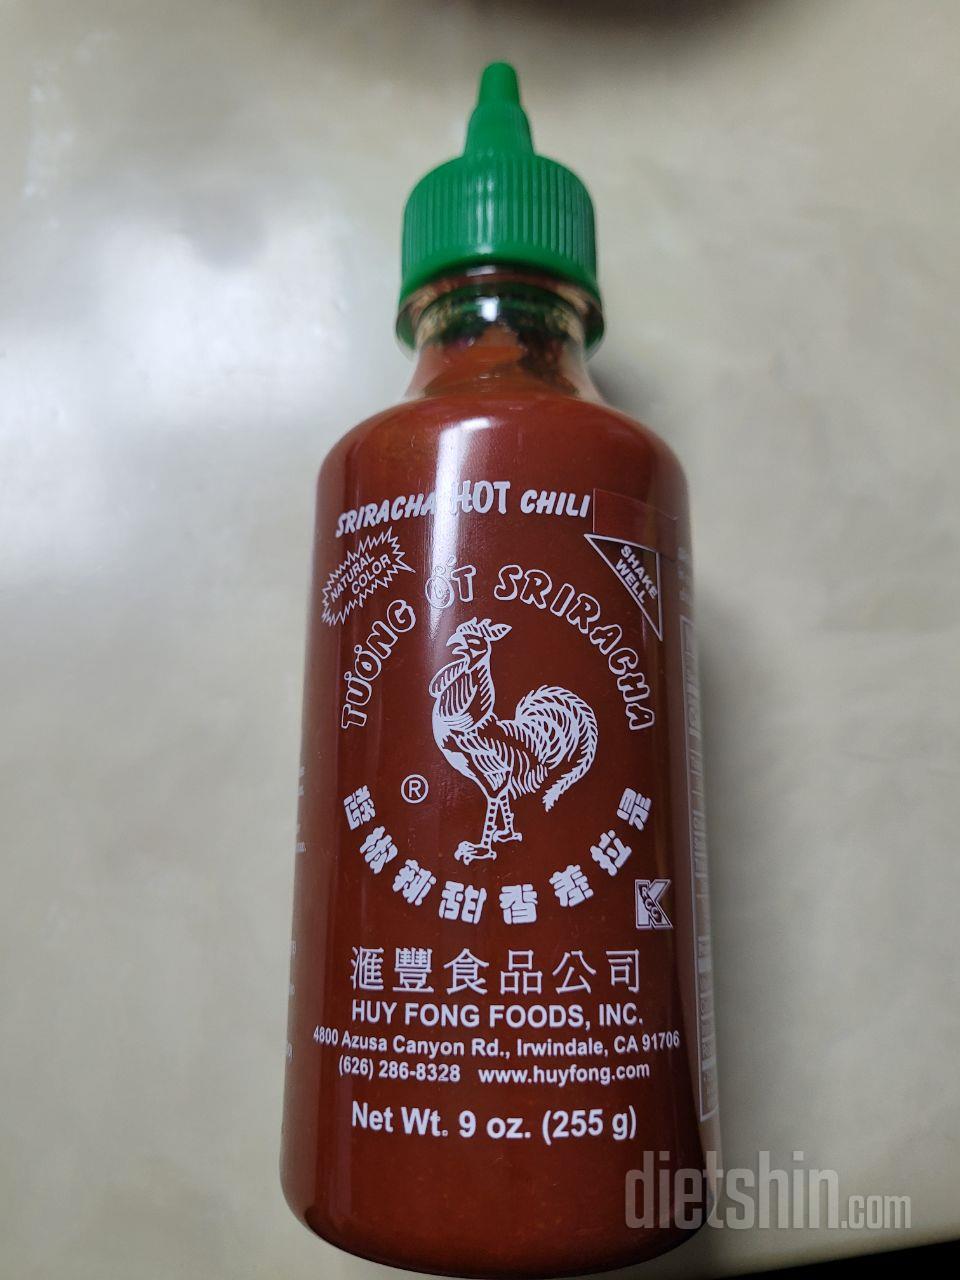 SRIRACHA HOT CHILI
NATURAL
COLOR
SHAKE
WELL
TƯƠNG ỚT SRIRACHA
®
是拉差香甜辣椒醬
K
滙豐食品公司
HUY FONG FOODS, INC.
4800 Azusa Canyon Rd., Irwindale, CA 91706
(626) 286-8328 www.huyfong.com
Net Wt. 9 oz. (255 g)
dietshin.com